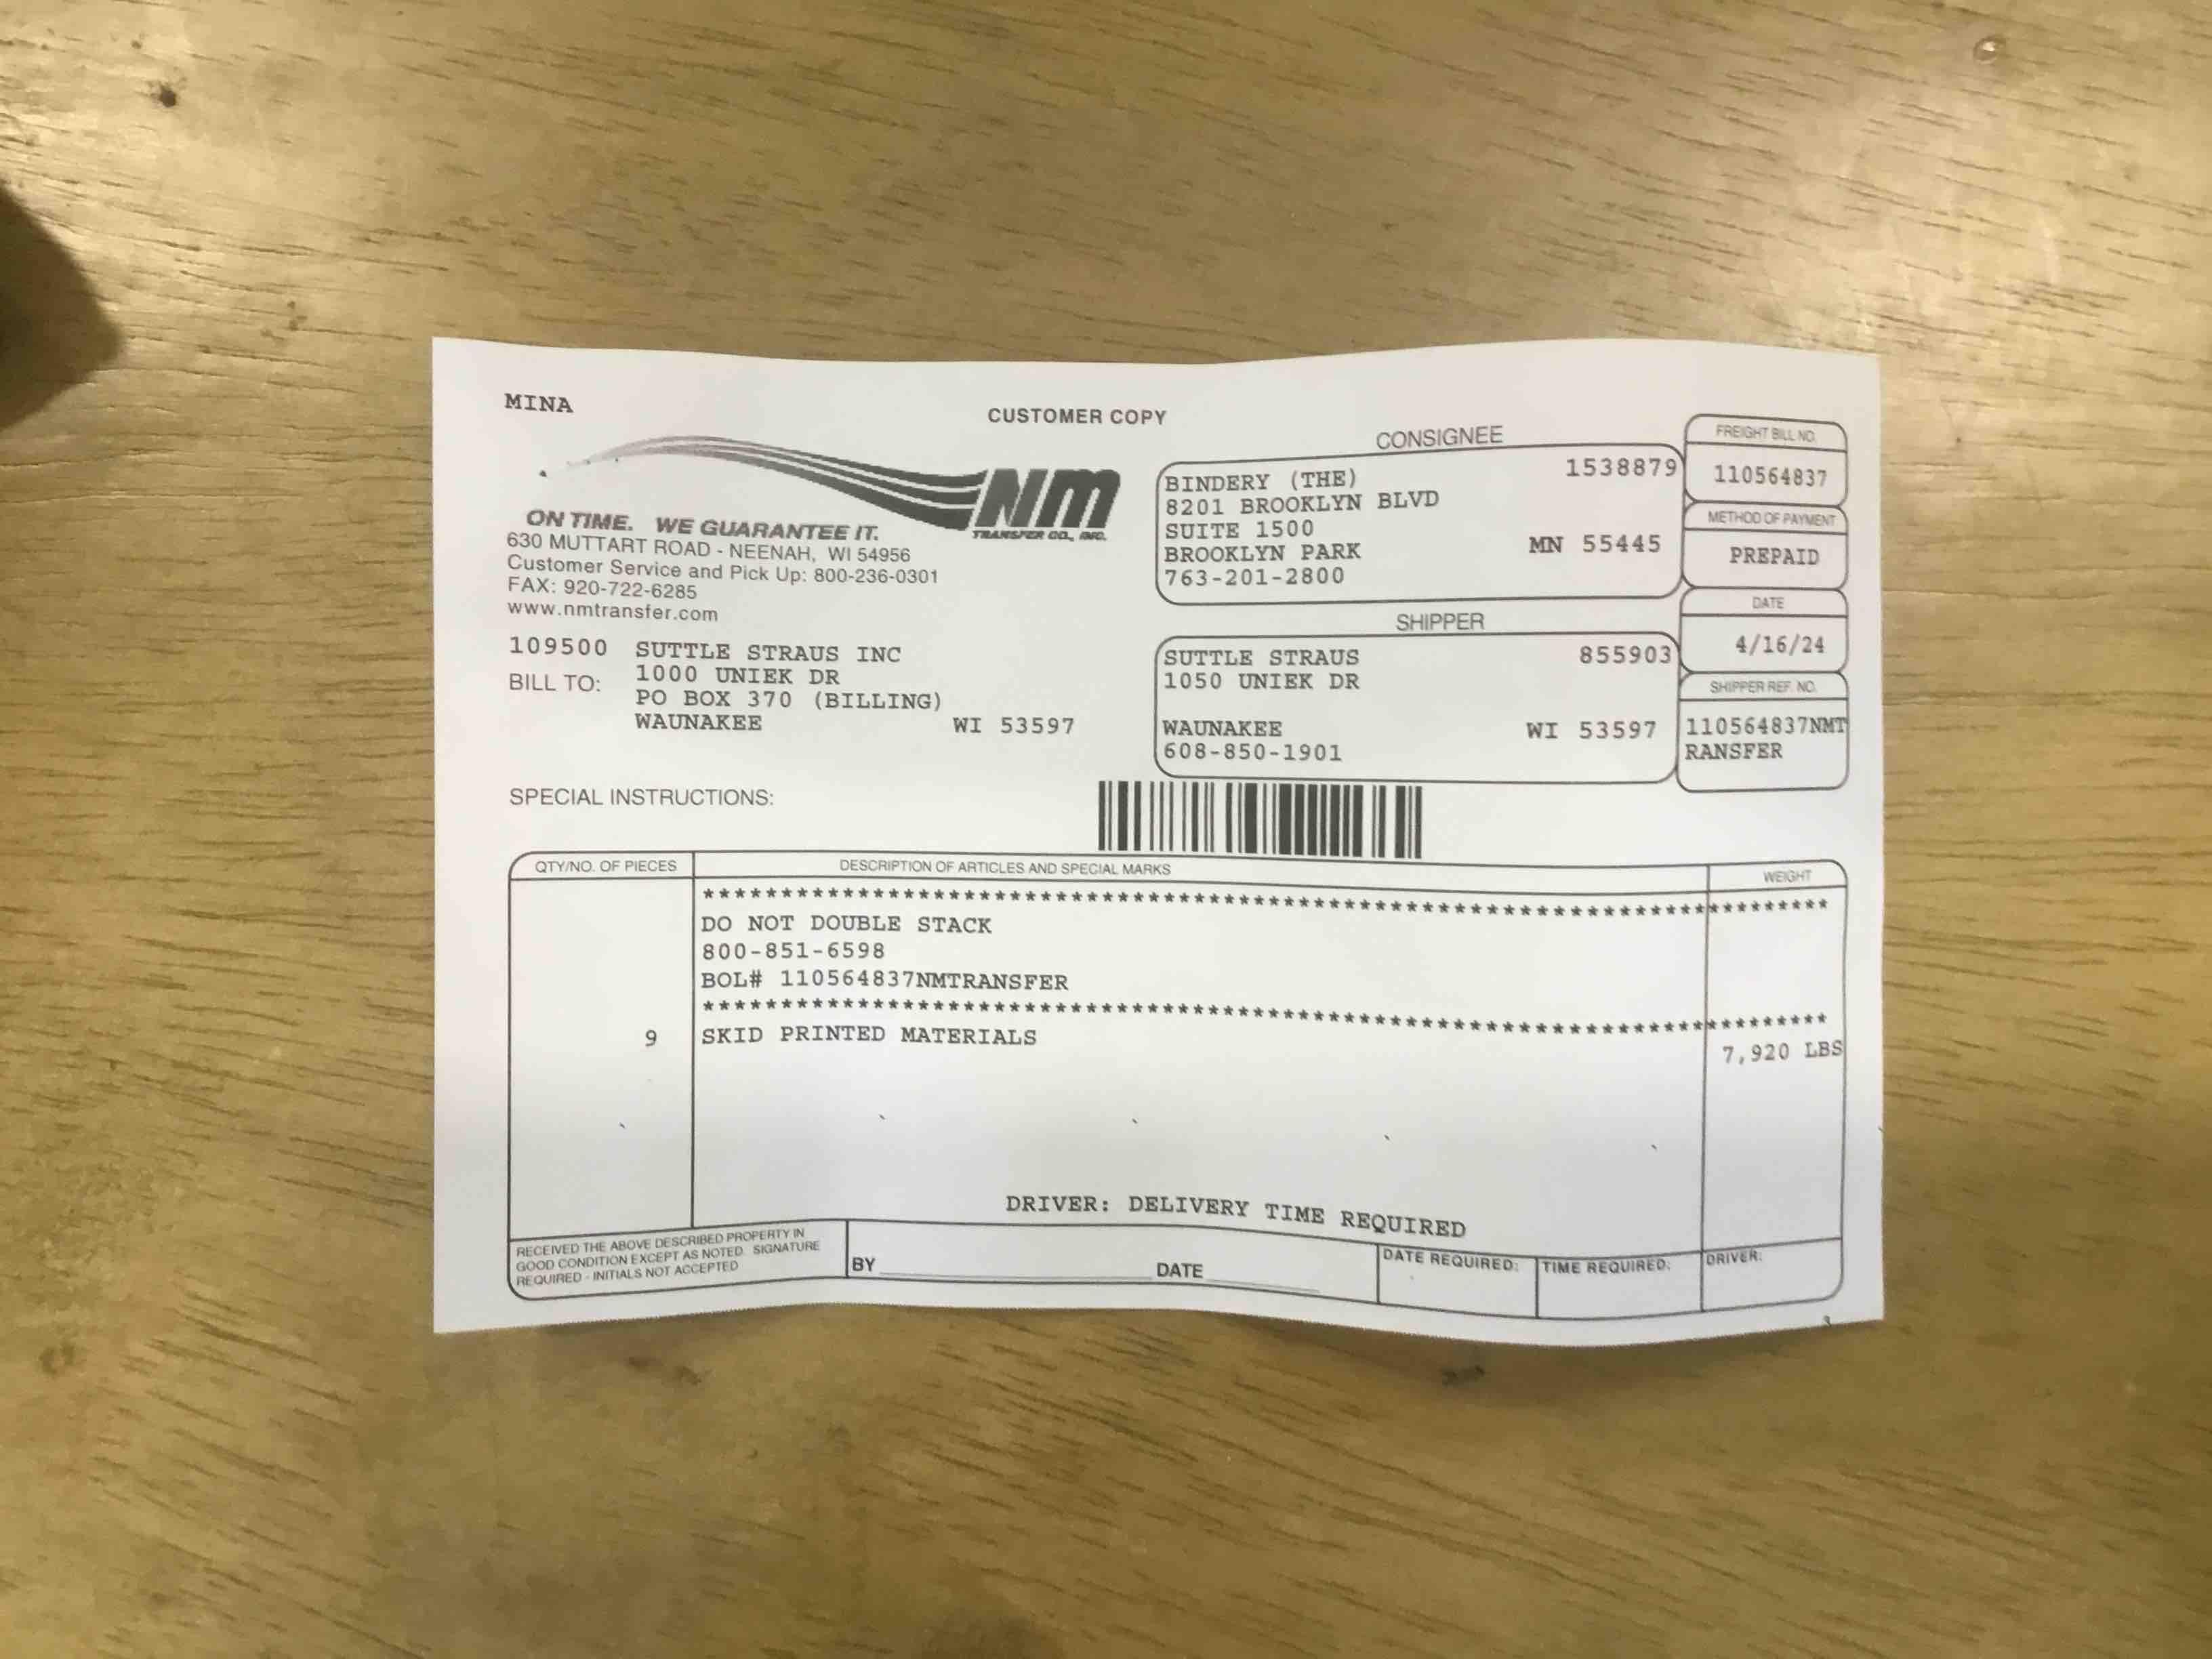 MINA
CUSTOMER COPY
NM
TRANSFER CO., INC.
ON TIME. WE GUARANTEE IT.
630 MUTTART ROAD - NEENAH, WI 54956
Customer Service and Pick Up: 800-236-0301
FAX: 920-722-6285
www.nmtransfer.com
109500 SUTTLE STRAUS INC
BILL TO: 1000 UNIEK DR
PO BOX 370 (BILLING)
WAUNAKEE WI 53597
CONSIGNEE
BINDERY (THE) 1538879
8201 BROOKLYN BLVD
SUITE 1500
BROOKLYN PARK MN 55445
763-201-2800
SHIPPER
SUTTLE STRAUS 855903
1050 UNIEK DR
WAUNAKEE WI 53597
608-850-1901
FREIGHT BILL NO.
110564837
METHOD OF PAYMENT
PREPAID
DATE
4/16/24
SHIPPER REF. NO.
110564837NMT
RANSFER
SPECIAL INSTRUCTIONS:
QTY/NO. OF PIECES DESCRIPTION OF ARTICLES AND SPECIAL MARKS WEIGHT
**************************************************************************
DO NOT DOUBLE STACK
800-851-6598
BOL# 110564837NMTRANSFER
**************************************************************************
9 SKID PRINTED MATERIALS 7,920 LBS
DRIVER: DELIVERY TIME REQUIRED
RECEIVED THE ABOVE DESCRIBED PROPERTY IN
GOOD CONDITION EXCEPT AS NOTED. SIGNATURE
REQUIRED - INITIALS NOT ACCEPTED
BY DATE DATE REQUIRED: TIME REQUIRED: DRIVER: